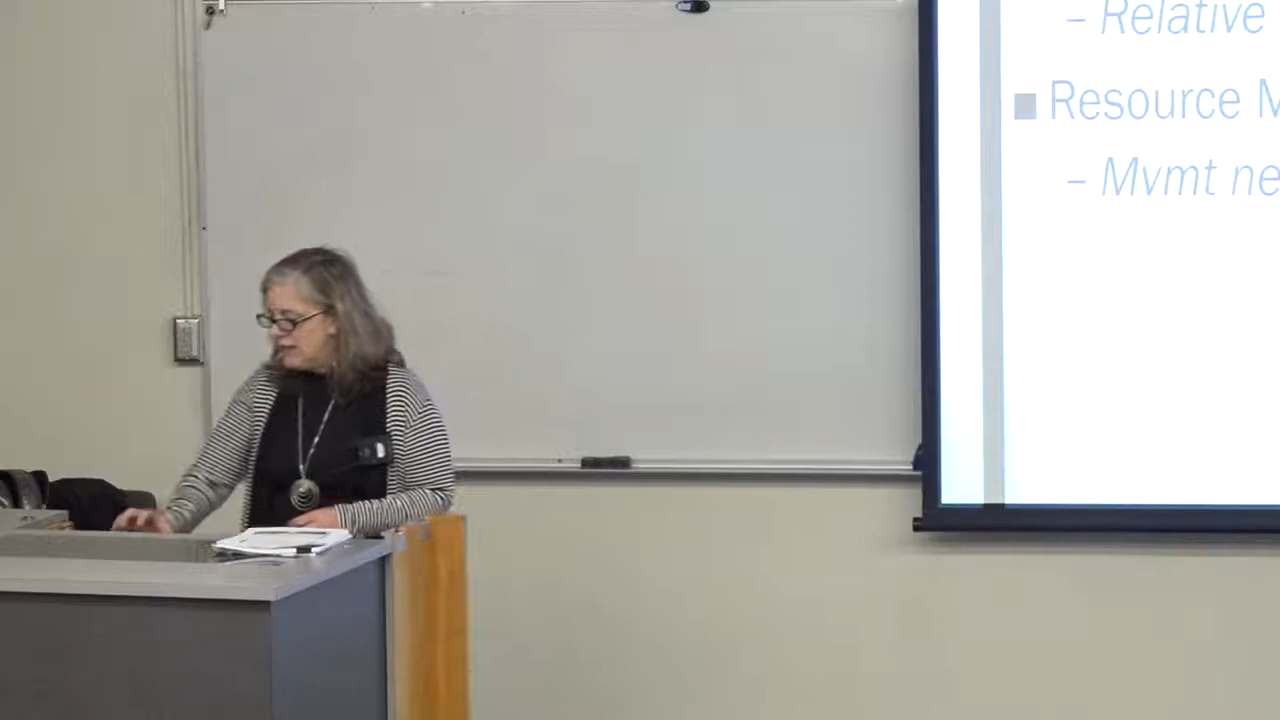 – Relative
Resource M
– Mvmt ne